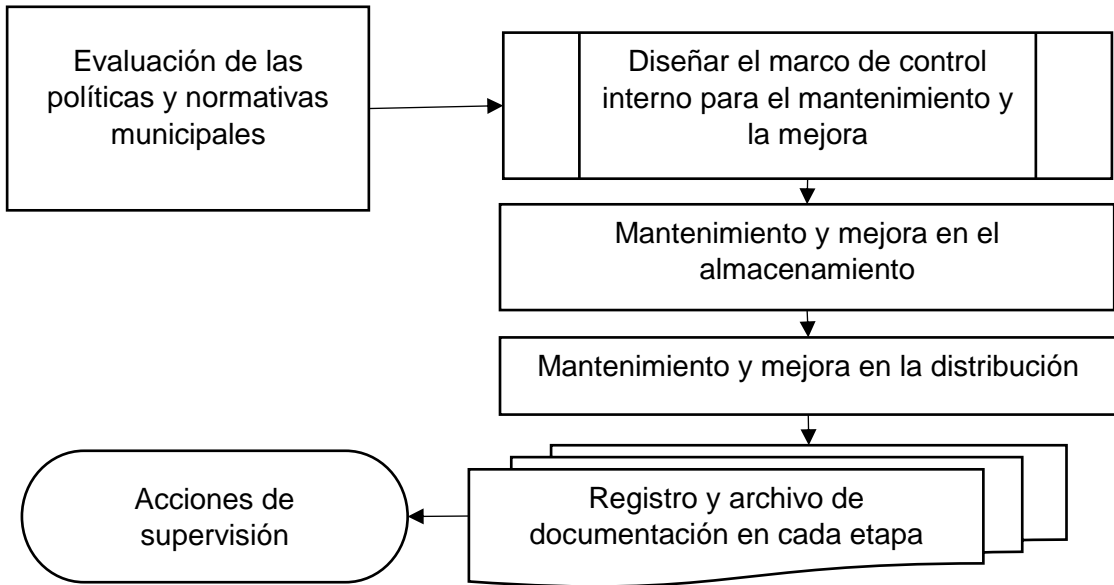 Evaluación de las
políticas y normativas
municipales
Diseñar el marco de control
interno para el mantenimiento y
la mejora
Mantenimiento y mejora en el
almacenamiento
Mantenimiento y mejora en la distribución
Registro y archivo de
documentación en cada etapa
Acciones de
supervisión